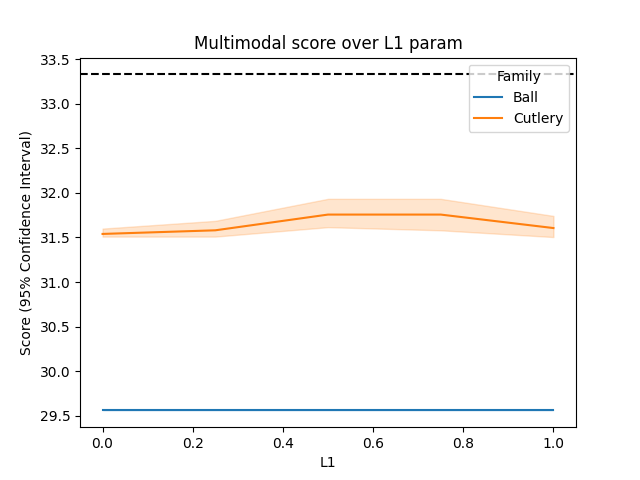 Multimodal score over L1 param
Score (95% Confidence Interval)
33.5
33.0
32.5
32.0
31.5
31.0
30.5
30.0
29.5
Family
Ball
Cutlery
0.0 0.2 0.4 0.6 0.8 1.0
L1